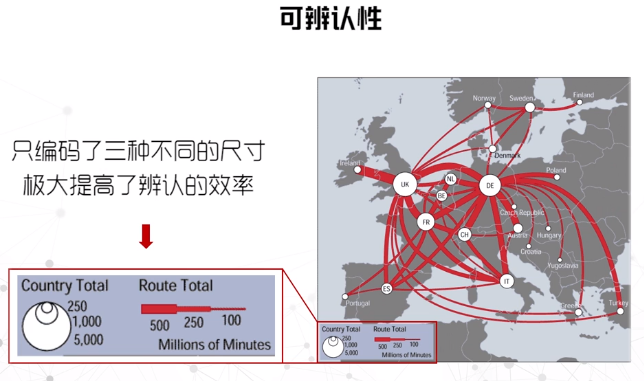 可辨认性
只编码了三种不同的尺寸
极大提高了辨认的效率
Country Total
250
1,000
5,000
Route Total
500 250 100
Millions of Minutes
Norway
Sweden
Finland
Denmark
Ireland
UK
NL
BE
DE
Poland
Czech Republic
FR
CH
Austria
Hungary
Croatia
Yugoslavia
Portugal
ES
IT
Greece
Turkey
Country Total
250
1,000
5,000
Route Total
500 250 100
Millions of Minutes